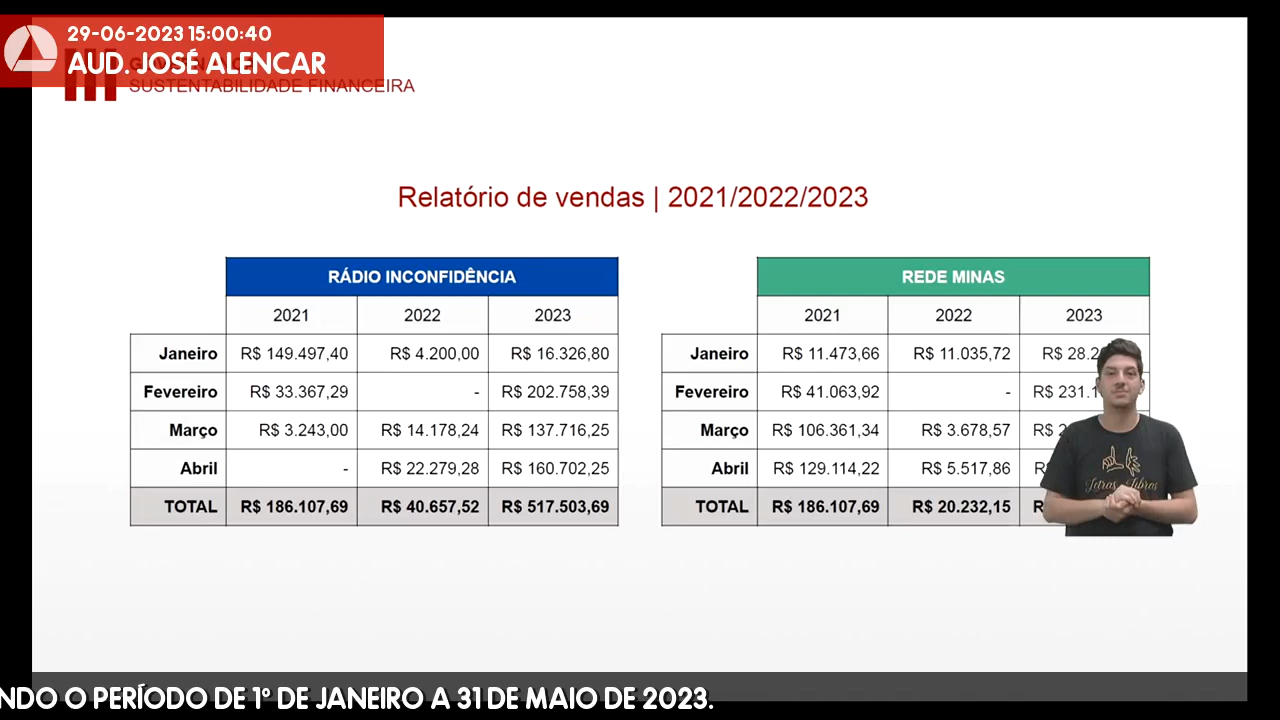 29-06-2023 15:00:40
AUD. JOSÉ ALENCAR
SUSTENTABILIDADE FINANCEIRA
Relatório de vendas | 2021/2022/2023
RÁDIO INCONFIDÊNCIA
2021 2022 2023
Janeiro R$ 149.497,40 R$ 4.200,00 R$ 16.326,80
Fevereiro R$ 33.367,29 - R$ 202.758,39
Março R$ 3.243,00 R$ 14.178,24 R$ 137.716,25
Abril - R$ 22.279,28 R$ 160.702,25
TOTAL R$ 186.107,69 R$ 40.657,52 R$ 517.503,69
REDE MINAS
2021 2022 2023
Janeiro R$ 11.473,66 R$ 11.035,72 R$ 28.2
Fevereiro R$ 41.063,92 - R$ 231.1
Março R$ 106.361,34 R$ 3.678,57 R$ 2
Abril R$ 129.114,22 R$ 5.517,86
TOTAL R$ 186.107,69 R$ 20.232,15
Letras Libras
NDO O PERÍODO DE 1º DE JANEIRO A 31 DE MAIO DE 2023.